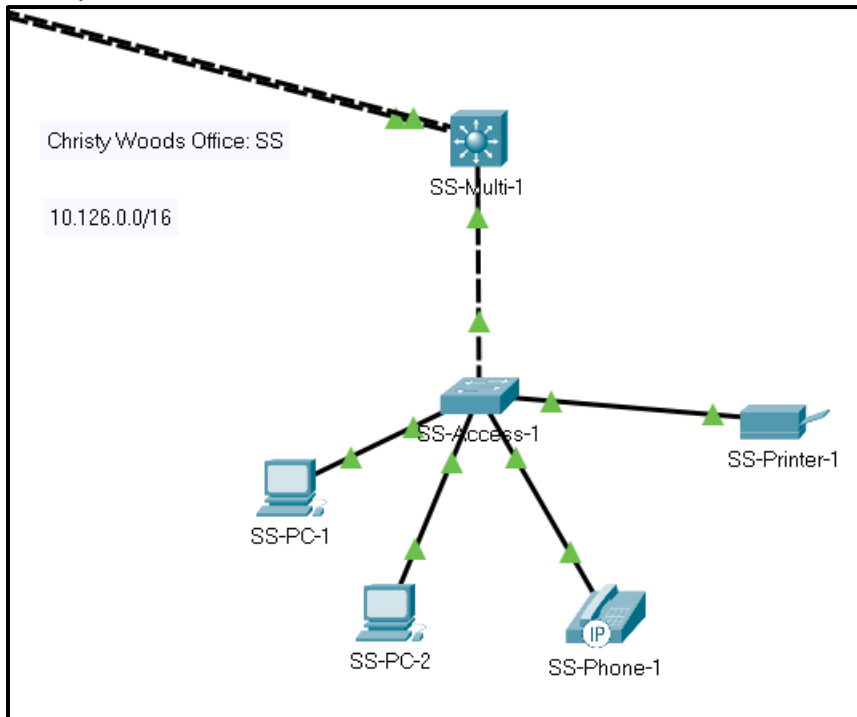 Christy Woods Office: SS
SS-Multi-1
10.126.0.0/16
SS-Access-1
SS-Printer-1
SS-PC-1
IP
SS-PC-2
SS-Phone-1